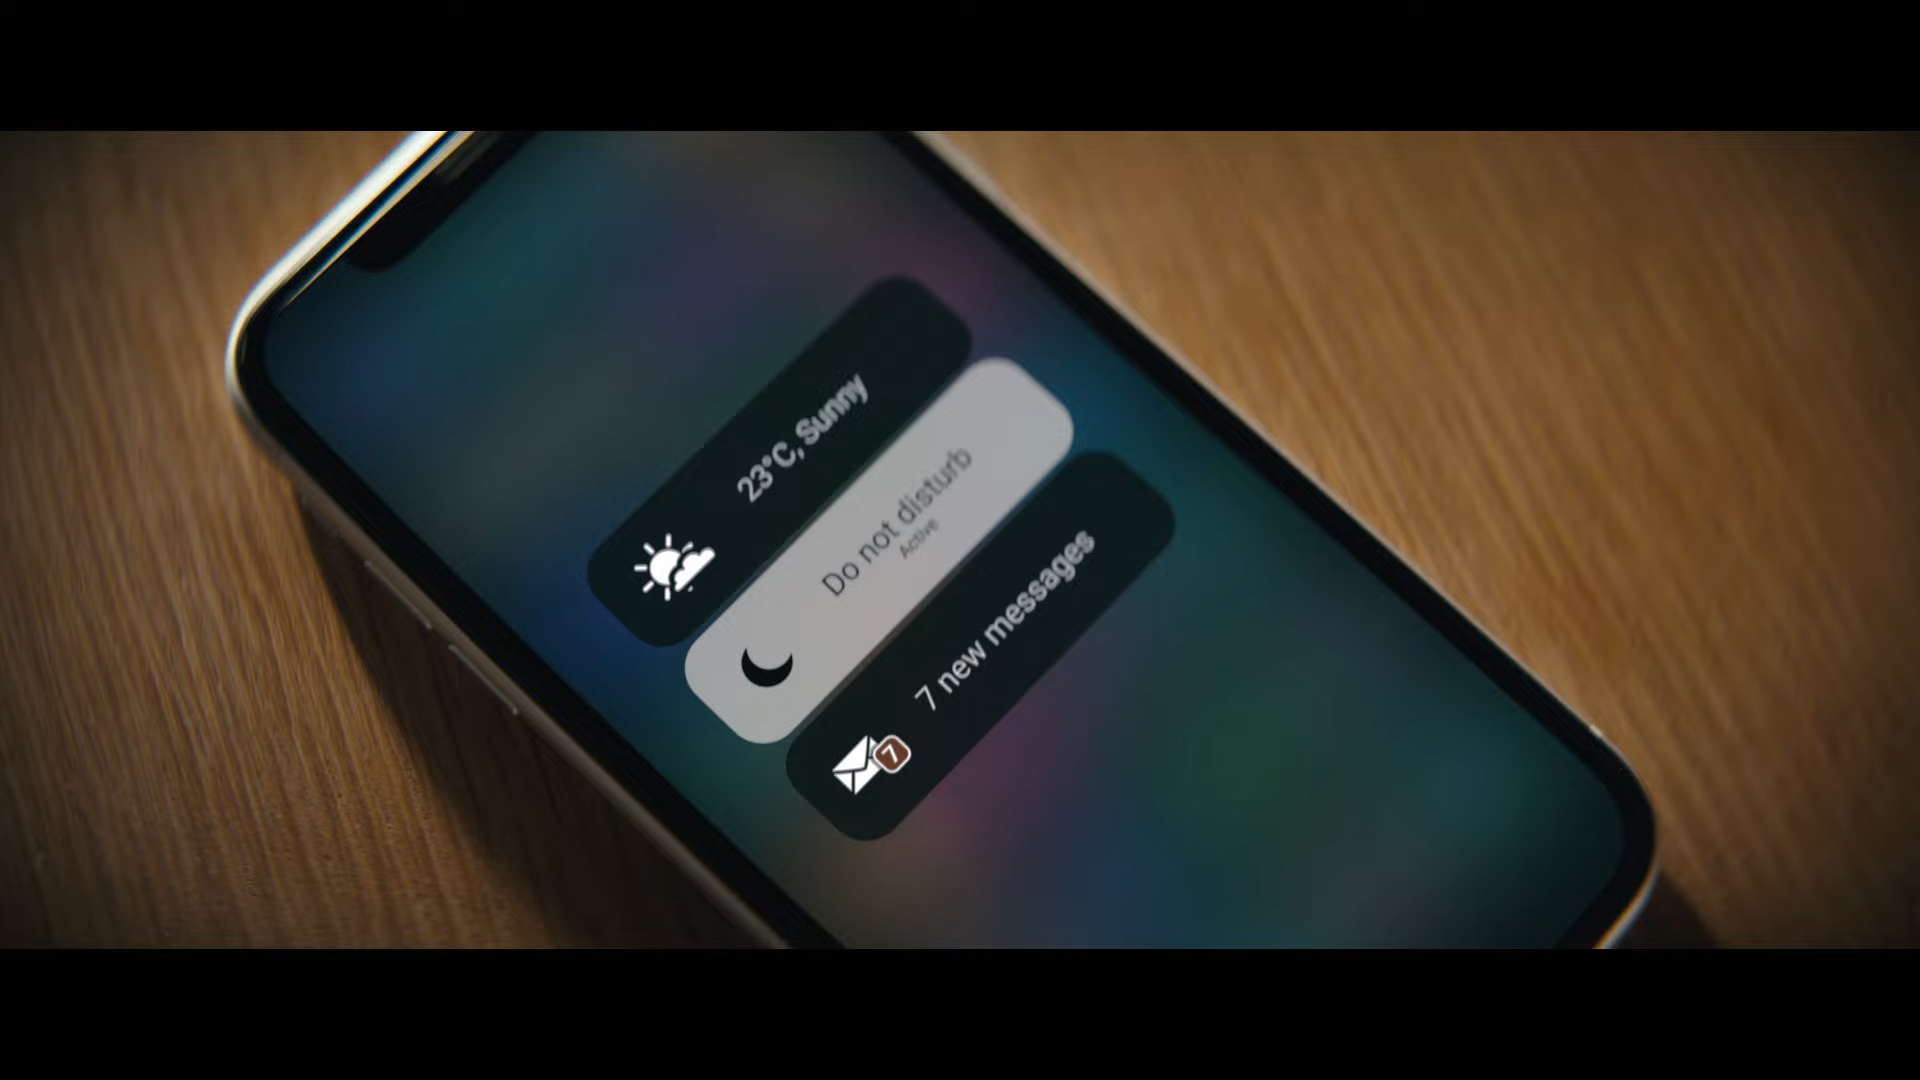 23°C, Sunny
Do not disturb
Active
7 new messages
7